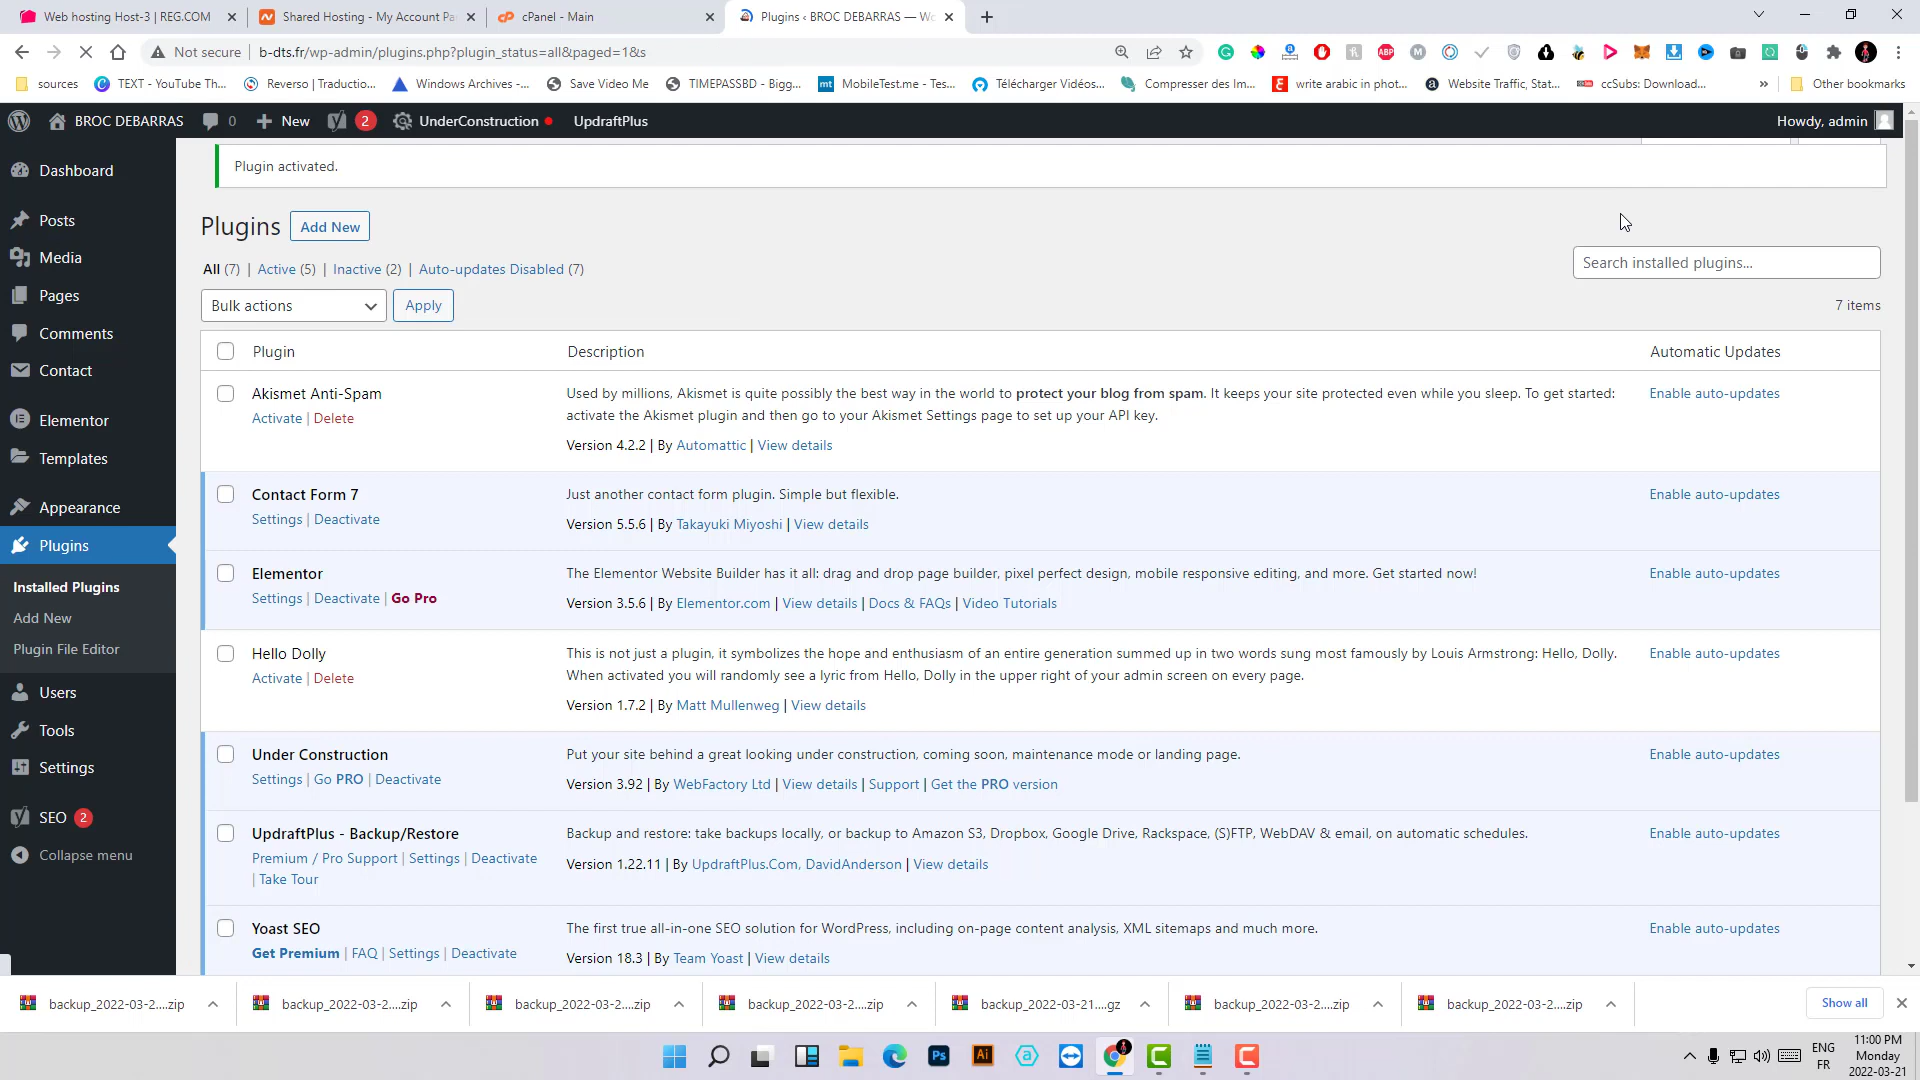 Web hosting Host-3 | REG.COM
Shared Hosting - My Account Pa
cPanel - Main
Plugins ‹ BROC DEBARRAS — Wo
Not secure | b-dts.fr/wp-admin/plugins.php?plugin_status=all&paged=1&s
sources
TEXT - YouTube Th...
Reverso | Traductio...
Windows Archives -...
Save Video Me
TIMEPASSBD - Bigg...
MobileTest.me - Tes...
Télécharger Vidéos...
Compresser des Im...
write arabic in phot...
Website Traffic, Stat...
ccSubs: Download...
»
Other bookmarks
BROC DEBARRAS
0
New
2
UnderConstruction
UpdraftPlus
Howdy, admin
Dashboard
Posts
Media
Pages
Comments
Contact
Elementor
Templates
Appearance
Plugins
Installed Plugins
Add New
Plugin File Editor
Users
Tools
Settings
SEO 2
Collapse menu
Plugin activated.
Plugins
Add New
All (7) | Active (5) | Inactive (2) | Auto-updates Disabled (7)
Search installed plugins...
Bulk actions
Apply
7 items
Plugin
Description
Automatic Updates
Akismet Anti-Spam
Activate | Delete
Used by millions, Akismet is quite possibly the best way in the world to protect your blog from spam. It keeps your site protected even while you sleep. To get started:
activate the Akismet plugin and then go to your Akismet Settings page to set up your API key.
Version 4.2.2 | By Automattic | View details
Enable auto-updates
Contact Form 7
Settings | Deactivate
Just another contact form plugin. Simple but flexible.
Version 5.5.6 | By Takayuki Miyoshi | View details
Enable auto-updates
Elementor
Settings | Deactivate | Go Pro
The Elementor Website Builder has it all: drag and drop page builder, pixel perfect design, mobile responsive editing, and more. Get started now!
Version 3.5.6 | By Elementor.com | View details | Docs & FAQs | Video Tutorials
Enable auto-updates
Hello Dolly
Activate | Delete
This is not just a plugin, it symbolizes the hope and enthusiasm of an entire generation summed up in two words sung most famously by Louis Armstrong: Hello, Dolly.
When activated you will randomly see a lyric from Hello, Dolly in the upper right of your admin screen on every page.
Version 1.7.2 | By Matt Mullenweg | View details
Enable auto-updates
Under Construction
Settings | Go PRO | Deactivate
Put your site behind a great looking under construction, coming soon, maintenance mode or landing page.
Version 3.92 | By WebFactory Ltd | View details | Support | Get the PRO version
Enable auto-updates
UpdraftPlus - Backup/Restore
Premium / Pro Support | Settings | Deactivate
| Take Tour
Backup and restore: take backups locally, or backup to Amazon S3, Dropbox, Google Drive, Rackspace, (S)FTP, WebDAV & email, on automatic schedules.
Version 1.22.11 | By UpdraftPlus.Com, DavidAnderson | View details
Enable auto-updates
Yoast SEO
Get Premium | FAQ | Settings | Deactivate
The first true all-in-one SEO solution for WordPress, including on-page content analysis, XML sitemaps and much more.
Version 18.3 | By Team Yoast | View details
Enable auto-updates
backup_2022-03-2....zip
backup_2022-03-2....zip
backup_2022-03-2....zip
backup_2022-03-2....zip
backup_2022-03-21....gz
backup_2022-03-2....zip
backup_2022-03-2....zip
Show all
ENG
FR
11:00 PM
Monday
2022-03-21